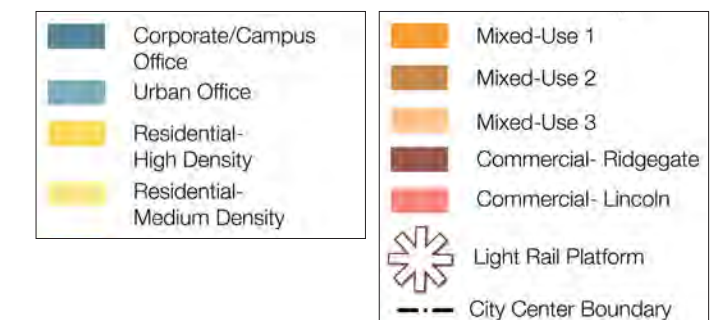 Corporate/Campus
Office
Urban Office
Residential-
High Density
Residential-
Medium Density
Mixed-Use 1
Mixed-Use 2
Mixed-Use 3
Commercial- Ridgegate
Commercial- Lincoln
Light Rail Platform
City Center Boundary